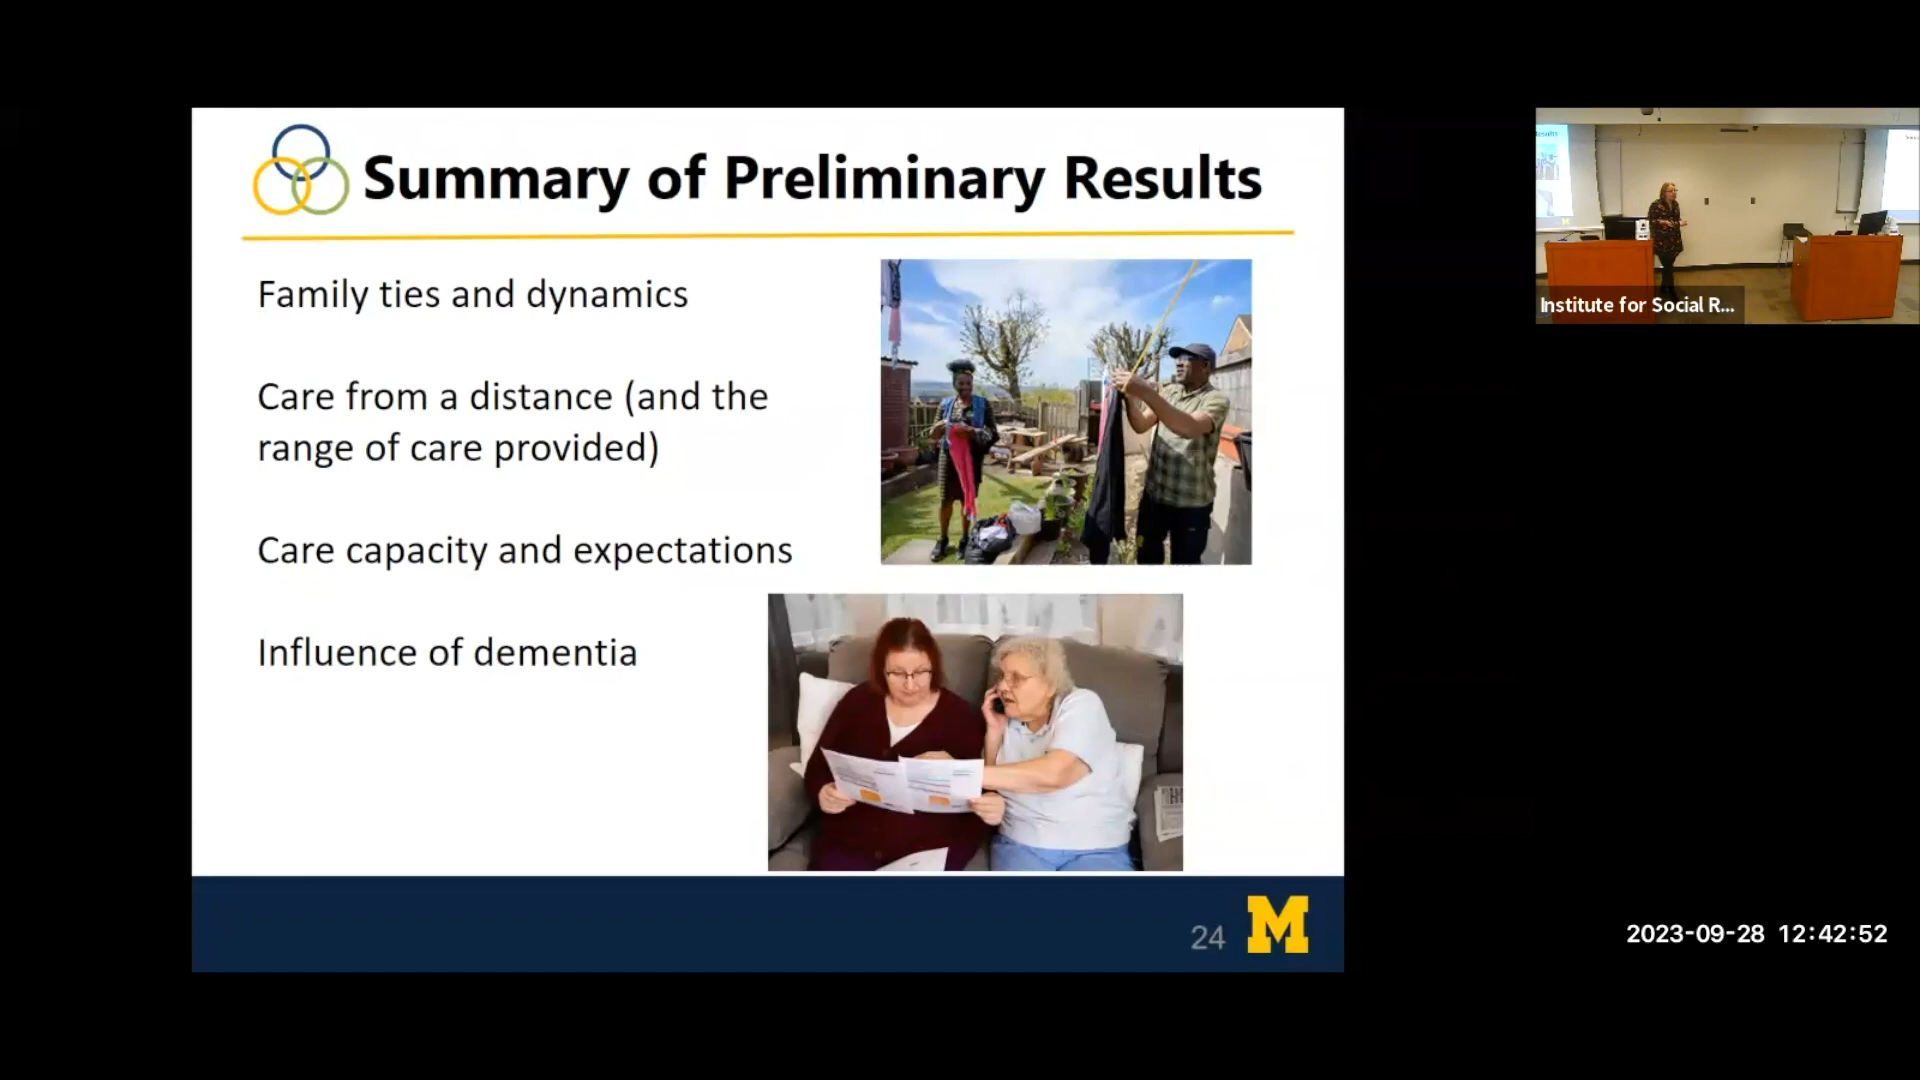 Summary of Preliminary Results
Family ties and dynamics
Care from a distance (and the
range of care provided)
Care capacity and expectations
Influence of dementia
24
M
Institute for Social R...
2023-09-28 12:42:52